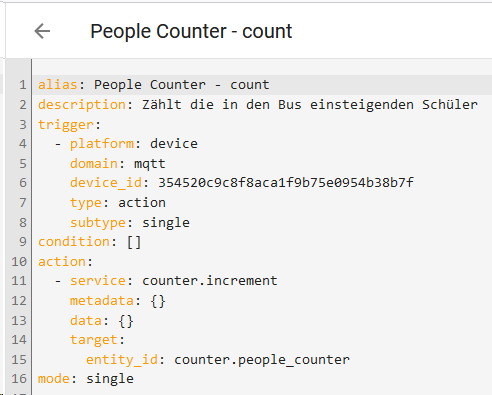 People Counter - count
1 alias: People Counter - count
2 description: Zählt die in den Bus einsteigenden Schüler
3 trigger:
4   - platform: device
5     domain: mqtt
6     device_id: 354520c9c8f8aca1f9b75e0954b38b7f
7     type: action
8     subtype: single
9 condition: []
10 action:
11   - service: counter.increment
12     metadata: {}
13     data: {}
14     target:
15       entity_id: counter.people_counter
16 mode: single